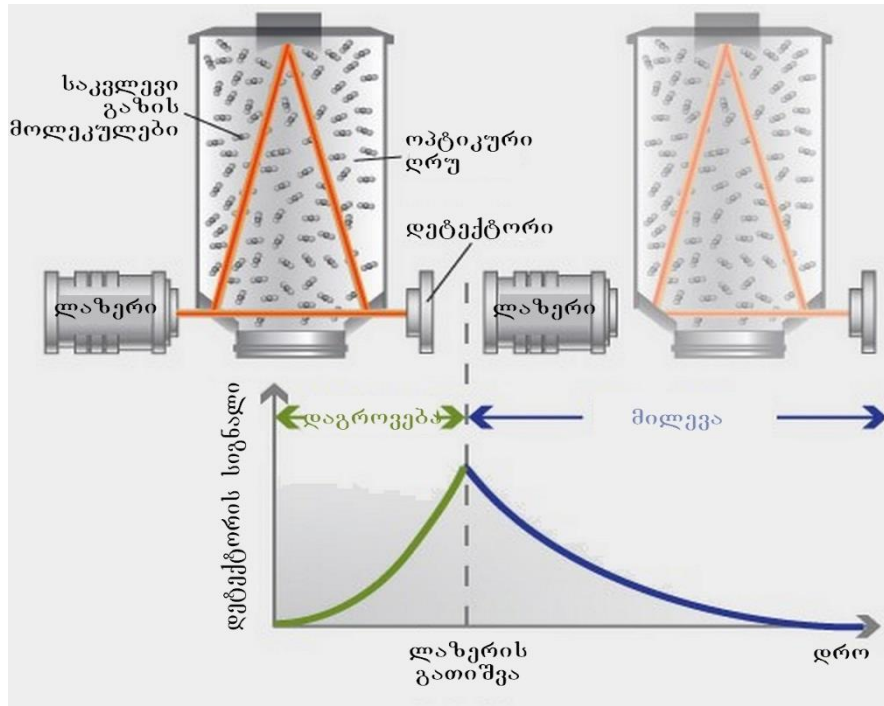 საკვლევი
გაზის
მოლეკულები
ოპტიკური
ღრუ
დეტექტორი
ლაზერი
ლაზერი
დაგროვება
მილევა
დეტექტორის სიგნალი
ლაზერის
გათიშვა
დრო